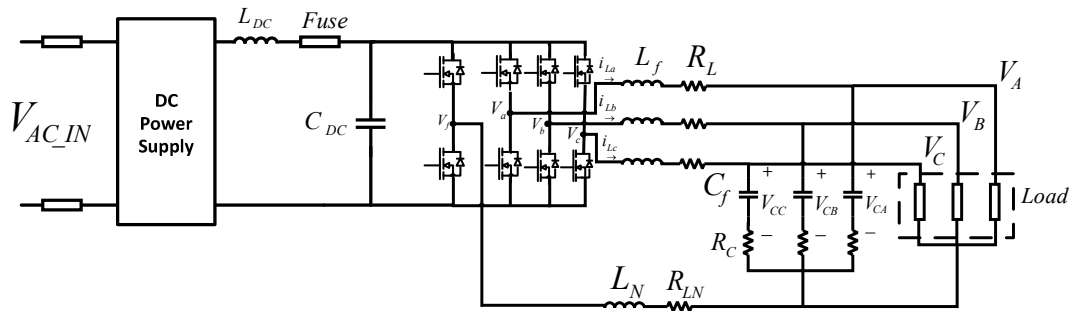 L_DC
Fuse
V_AC_IN
DC
Power
Supply
C_DC
V_f
V_a
V_b
V_c
i_La
i_Lb
i_Lc
L_f
R_L
V_A
V_B
V_C
C_f
+
+
+
V_CC
V_CB
V_CA
R_C
−
−
−
Load
L_N
R_LN